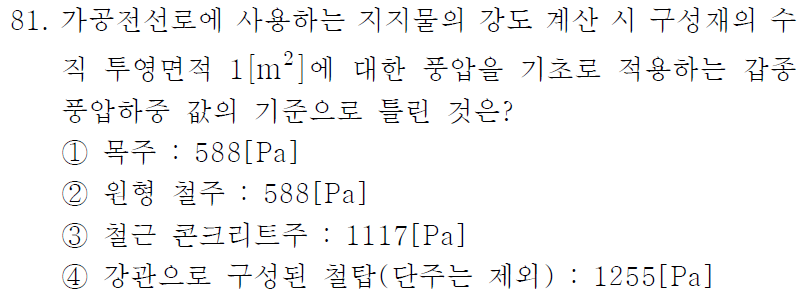 81. 가공전선로에 사용하는 지지물의 강도 계산 시 구성재의 수
직 투영면적 1[m²]에 대한 풍압을 기초로 적용하는 갑종
풍압하중 값의 기준으로 틀린 것은?
① 목주 : 588[Pa]
② 원형 철주 : 588[Pa]
③ 철근 콘크리트주 : 1117[Pa]
④ 강관으로 구성된 철탑(단주는 제외) : 1255[Pa]